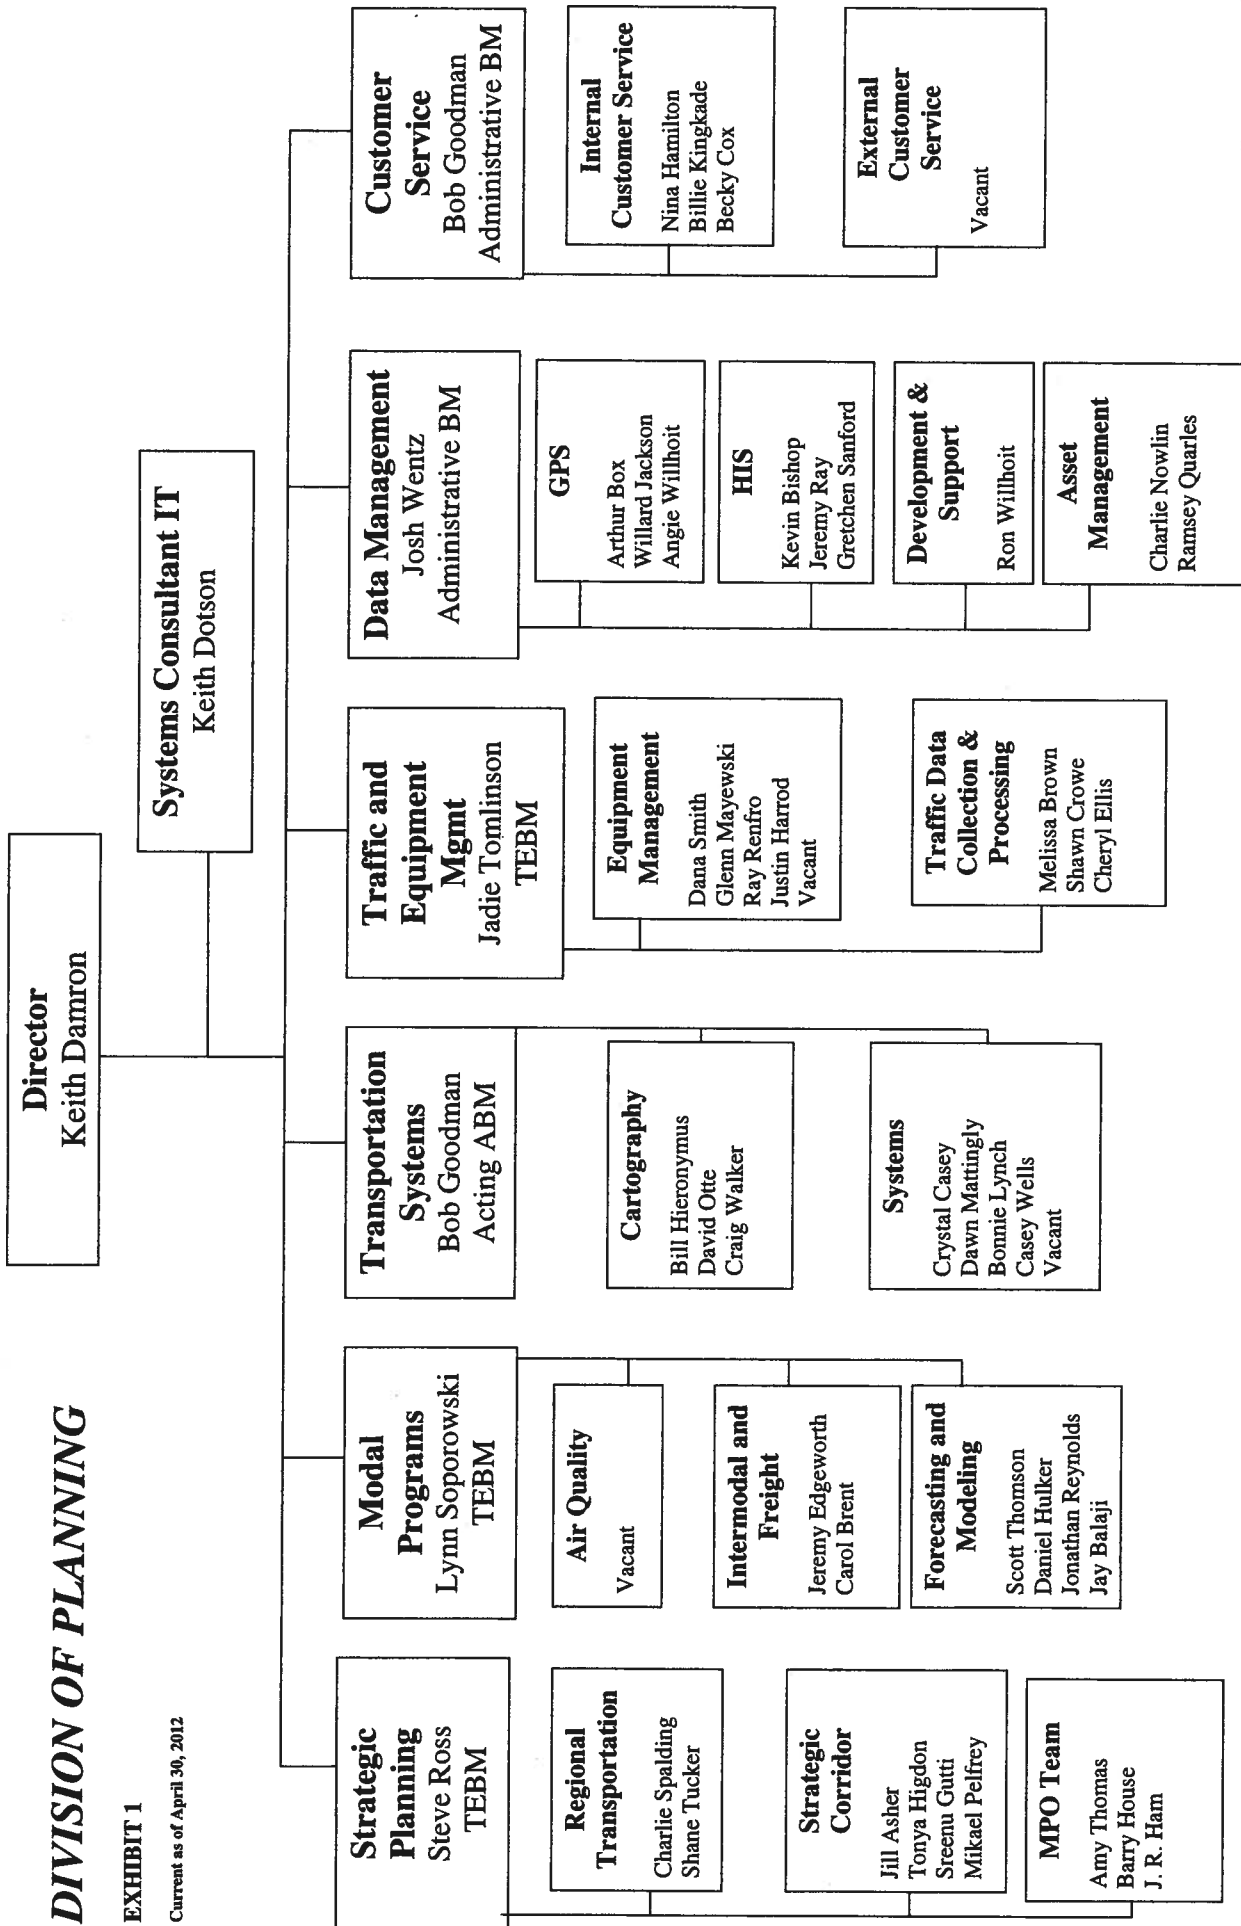 DIVISION OF PLANNING
EXHIBIT 1
Current as of April 30, 2012
Director
Keith Damron
Systems Consultant IT
Keith Dotson
Strategic
Planning
Steve Ross
TEBM
Regional
Transportation
Charlie Spalding
Shane Tucker
Strategic
Corridor
Jill Asher
Tonya Higdon
Sreenu Gutti
Mikael Pelfrey
MPO Team
Amy Thomas
Barry House
J. R. Ham
Modal
Programs
Lynn Soporowski
TEBM
Air Quality
Vacant
Intermodal and
Freight
Jeremy Edgeworth
Carol Brent
Forecasting and
Modeling
Scott Thomson
Daniel Hulker
Jonathan Reynolds
Jay Balaji
Transportation
Systems
Bob Goodman
Acting ABM
Cartography
Bill Hieronymus
David Otte
Craig Walker
Systems
Crystal Casey
Dawn Mattingly
Bonnie Lynch
Casey Wells
Vacant
Traffic and
Equipment
Mgmt
Jadie Tomlinson
TEBM
Equipment
Management
Dana Smith
Glenn Mayewski
Ray Renfro
Justin Harrod
Vacant
Traffic Data
Collection &
Processing
Melissa Brown
Shawn Crowe
Cheryl Ellis
Data Management
Josh Wentz
Administrative BM
GPS
Arthur Box
Willard Jackson
Angie Willhoit
HIS
Kevin Bishop
Jeremy Ray
Gretchen Sanford
Development &
Support
Ron Willhoit
Asset
Management
Charlie Nowlin
Ramsey Quarles
Customer
Service
Bob Goodman
Administrative BM
Internal
Customer Service
Nina Hamilton
Billie Kingkade
Becky Cox
External
Customer
Service
Vacant